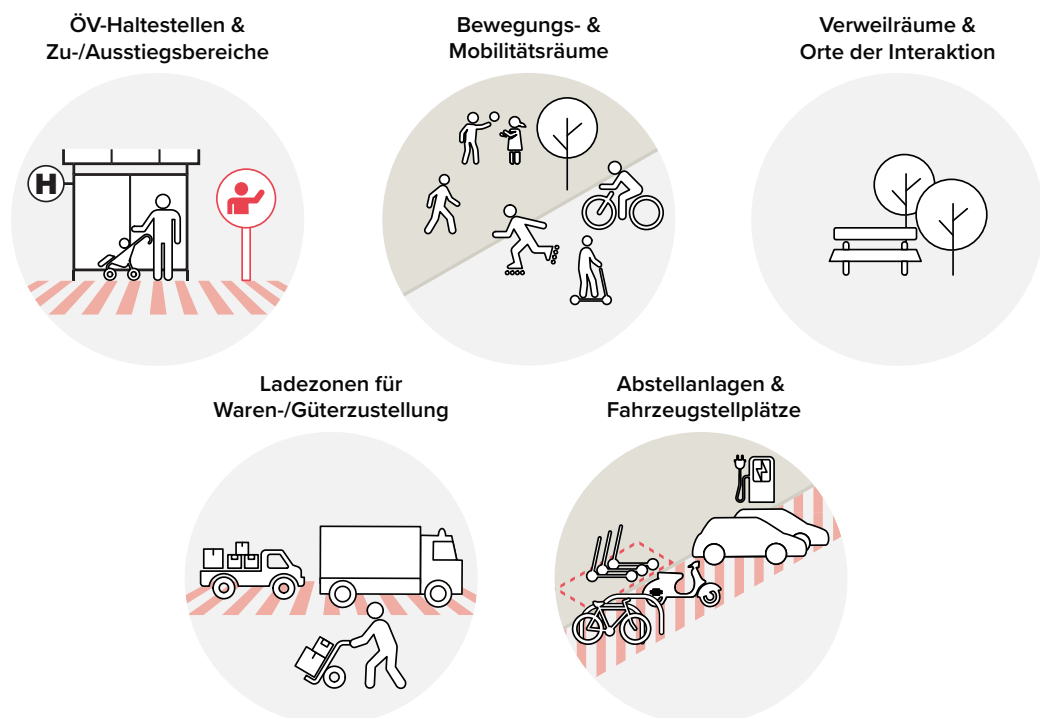 ÖV-Haltestellen &
Zu-/Ausstiegsbereiche
Bewegungs- &
Mobilitätsräume
Verweilräume &
Orte der Interaktion
H
Ladezonen für
Waren-/Güterzustellung
Abstellanlagen &
Fahrzeugstellplätze